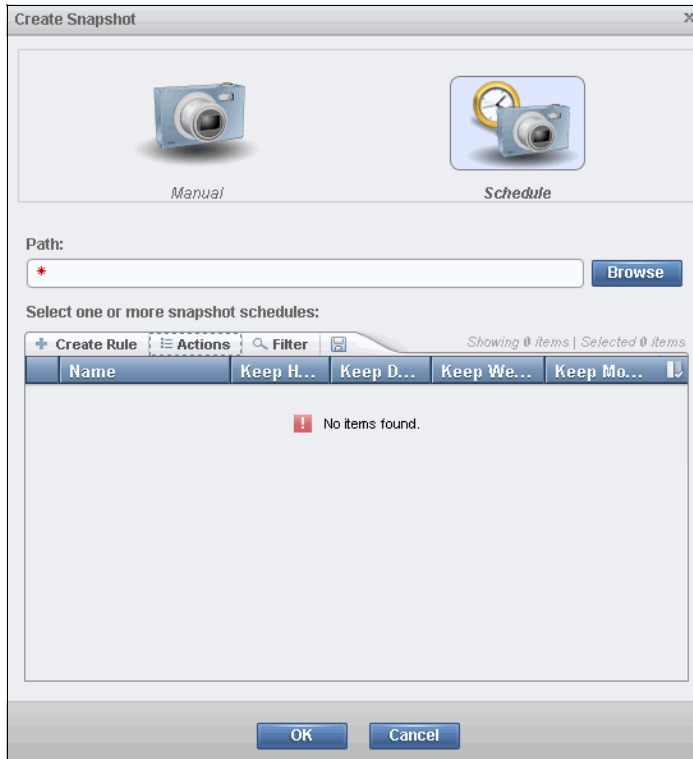 Create Snapshot x
Manual Schedule
Path:
* Browse
Select one or more snapshot schedules:
Create Rule Actions Filter Showing 0 items | Selected 0 items
Name Keep H... Keep D... Keep We... Keep Mo...
! No items found.
OK Cancel